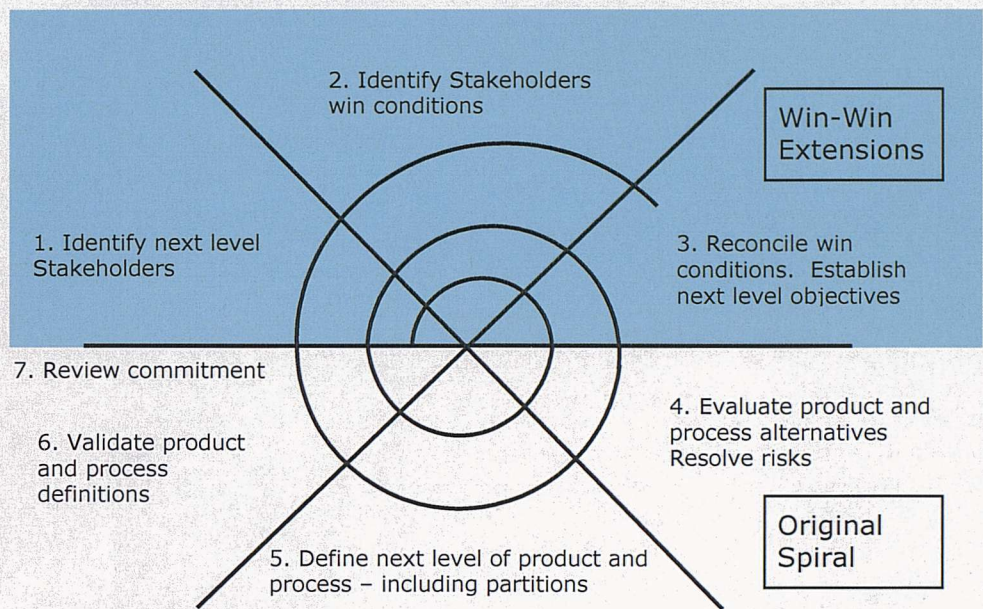 2. Identify Stakeholders
win conditions
Win-Win
Extensions
1. Identify next level
Stakeholders
3. Reconcile win
conditions.  Establish
next level objectives
7. Review commitment
4. Evaluate product and
process alternatives
Resolve risks
6. Validate product
and process
definitions
Original
Spiral
5. Define next level of product and
process – including partitions